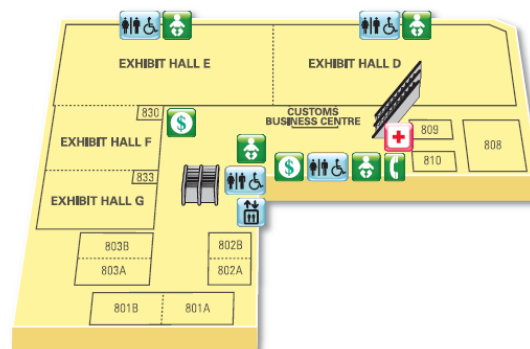 EXHIBIT HALL E
EXHIBIT HALL D
830
$
CUSTOMS
BUSINESS CENTRE
809
808
EXHIBIT HALL F
810
833
$
EXHIBIT HALL G
803B
802B
803A
802A
801B
801A